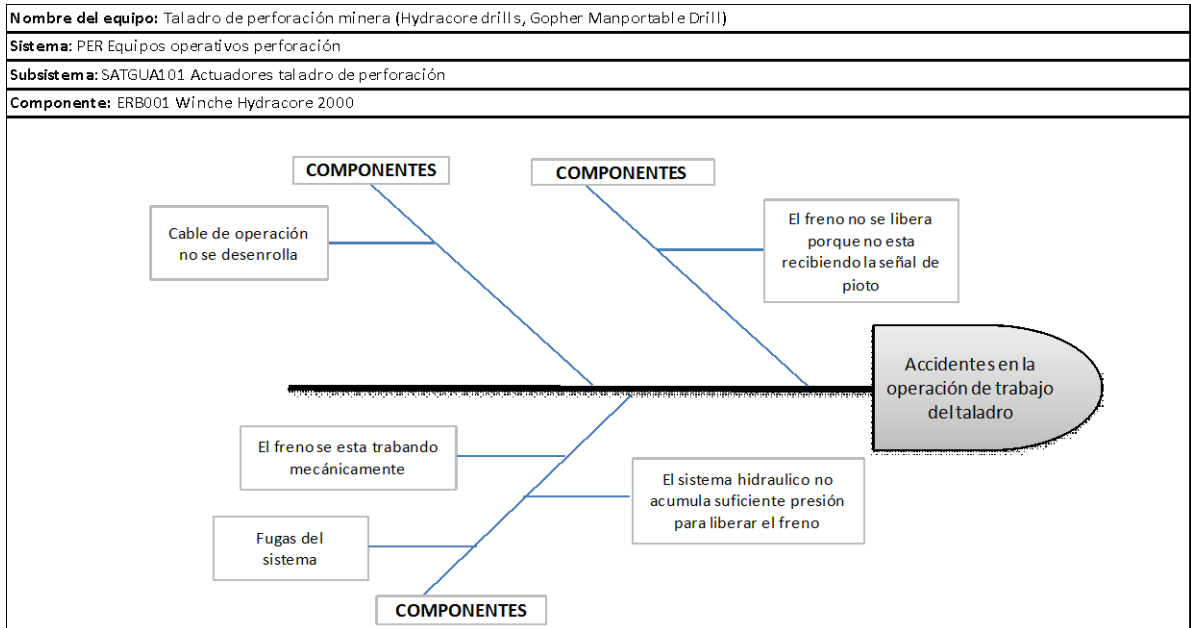 Nombre del equipo: Taladro de perforación minera (Hydracore drills, Gopher Manportable Drill)
Sistema: PER Equipos operativos perforación
Subsistema: SATGUA101 Actuadores taladro de perforación
Componente: ERB001 Winche Hydracore 2000
COMPONENTES
COMPONENTES
Cable de operación
no se desenrolla
El freno no se libera
porque no esta
recibiendo la señal de
pioto
Accidentes en la
operación de trabajo
del taladro
El freno se esta trabando
mecánicamente
El sistema hidraulico no
acumula suficiente presión
para liberar el freno
Fugas del
sistema
COMPONENTES